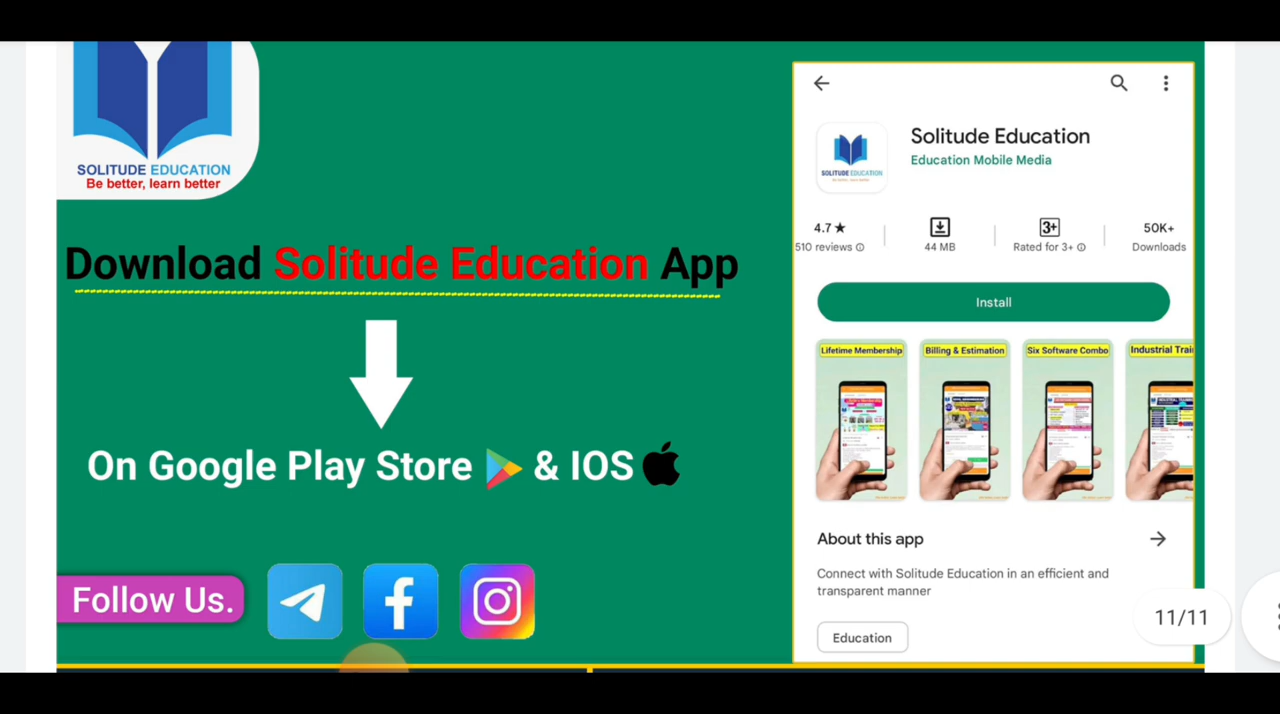 SOLITUDE EDUCATION
Be better, learn better
Download Solitude Education App
On Google Play Store & IOS
Follow Us.
Solitude Education
Education Mobile Media
SOLITUDE EDUCATION
4.7★
510 reviews
44 MB
3+
Rated for 3+
50K+
Downloads
Install
Lifetime Membership
Billing & Estimation
Six Software Combo
Industrial Trai
About this app
Connect with Solitude Education in an efficient and
transparent manner
Education
11/11